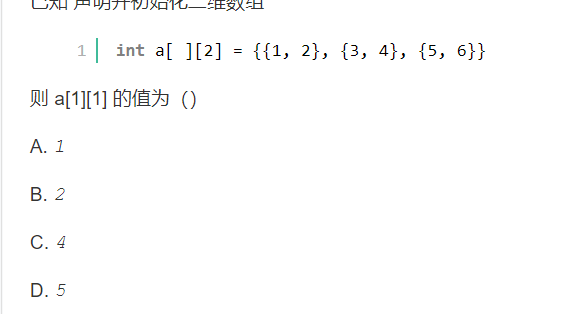 已知 声明并初始化二维数组
1 int a[ ][2] = {{1, 2}, {3, 4}, {5, 6}}
则 a[1][1] 的值为（）
A. 1
B. 2
C. 4
D. 5